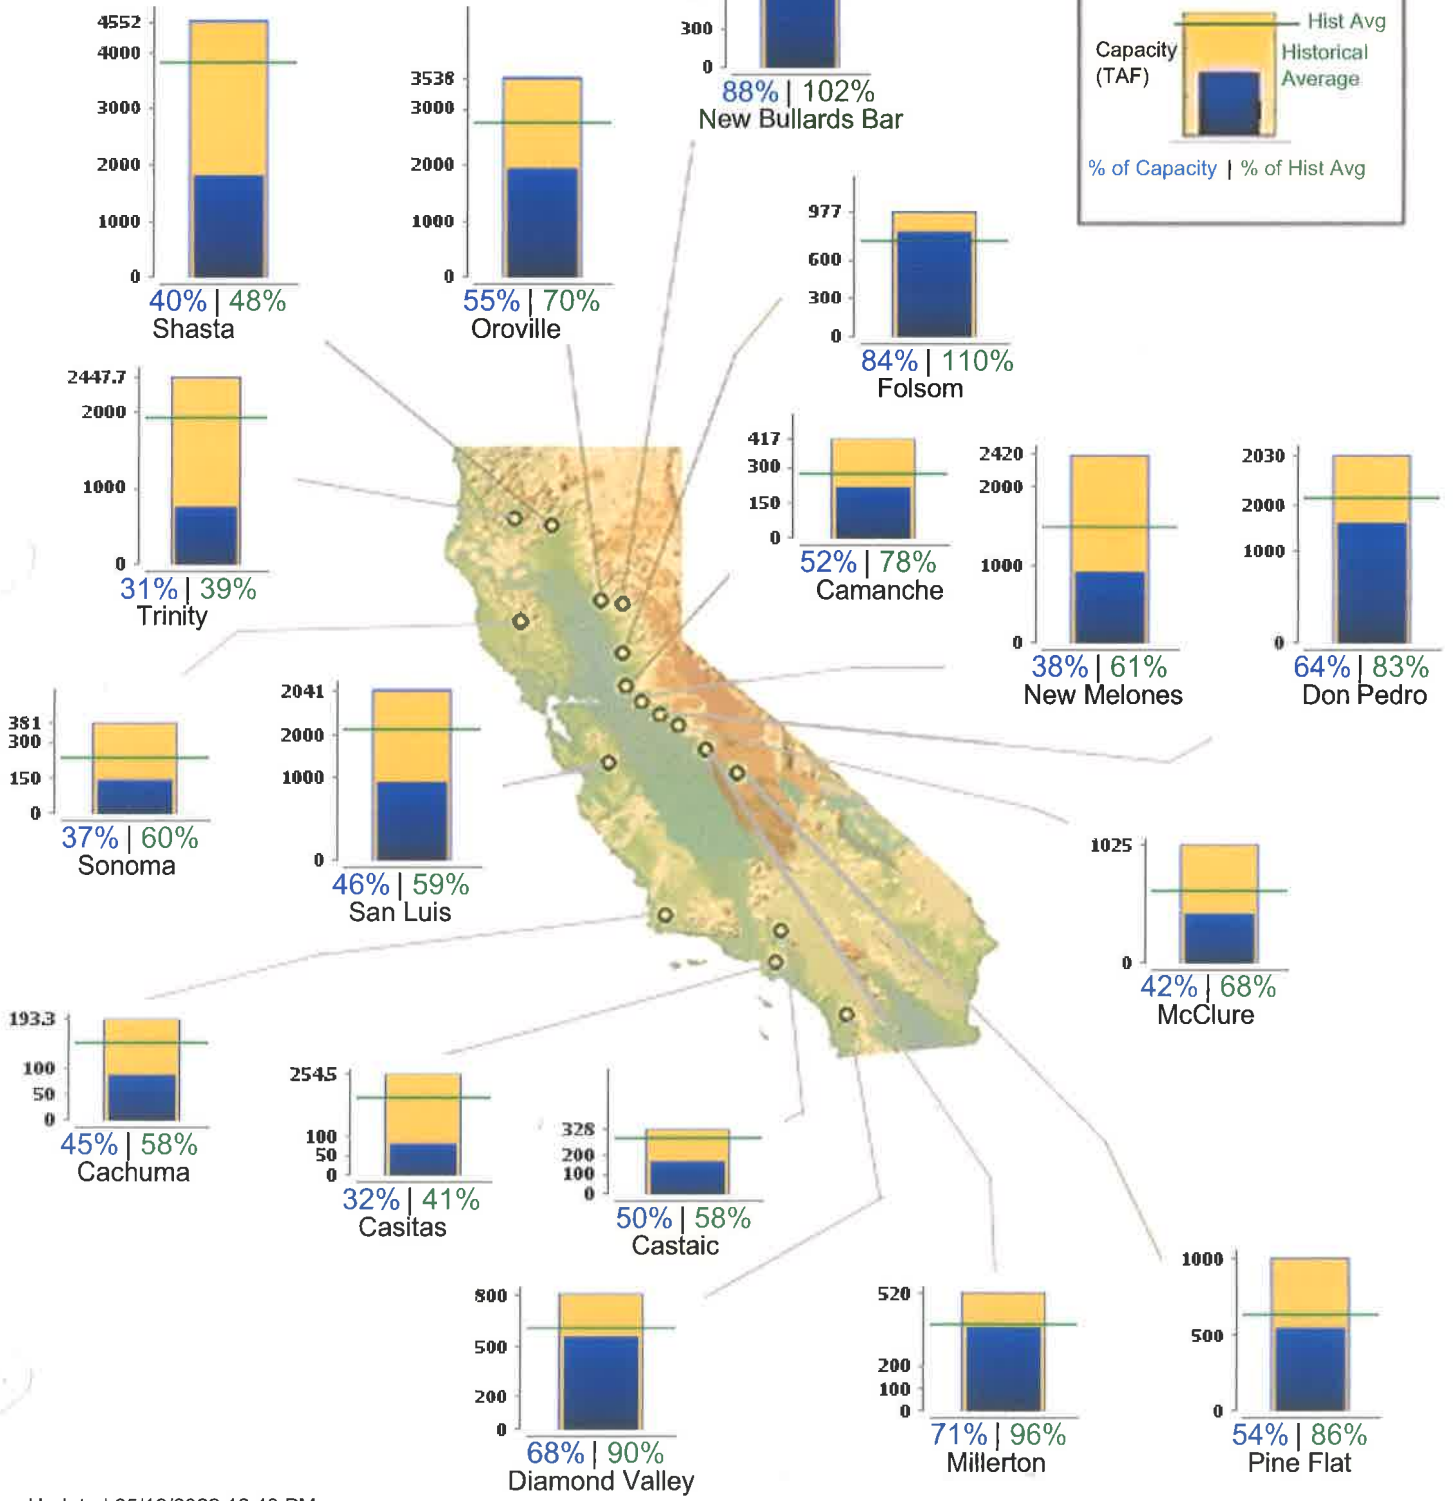 4552
4000
3000
2000
1000
0
40% | 48%
Shasta
3538
3000
2000
1000
0
55% | 70%
Oroville
300
0
88% | 102%
New Bullards Bar
Hist Avg
Capacity
(TAF)
Historical
Average
% of Capacity | % of Hist Avg
977
600
300
0
84% | 110%
Folsom
2447.7
2000
1000
0
31% | 39%
Trinity
417
300
150
0
52% | 78%
Camanche
2420
2000
1000
0
38% | 61%
New Melones
2030
2000
1000
0
64% | 83%
Don Pedro
381
300
150
0
37% | 60%
Sonoma
2041
2000
1000
0
46% | 59%
San Luis
1025
0
42% | 68%
McClure
193.3
100
50
0
45% | 58%
Cachuma
254.5
100
50
0
32% | 41%
Casitas
328
200
100
0
50% | 58%
Castaic
800
500
200
0
68% | 90%
Diamond Valley
520
200
100
0
71% | 96%
Millerton
1000
500
0
54% | 86%
Pine Flat